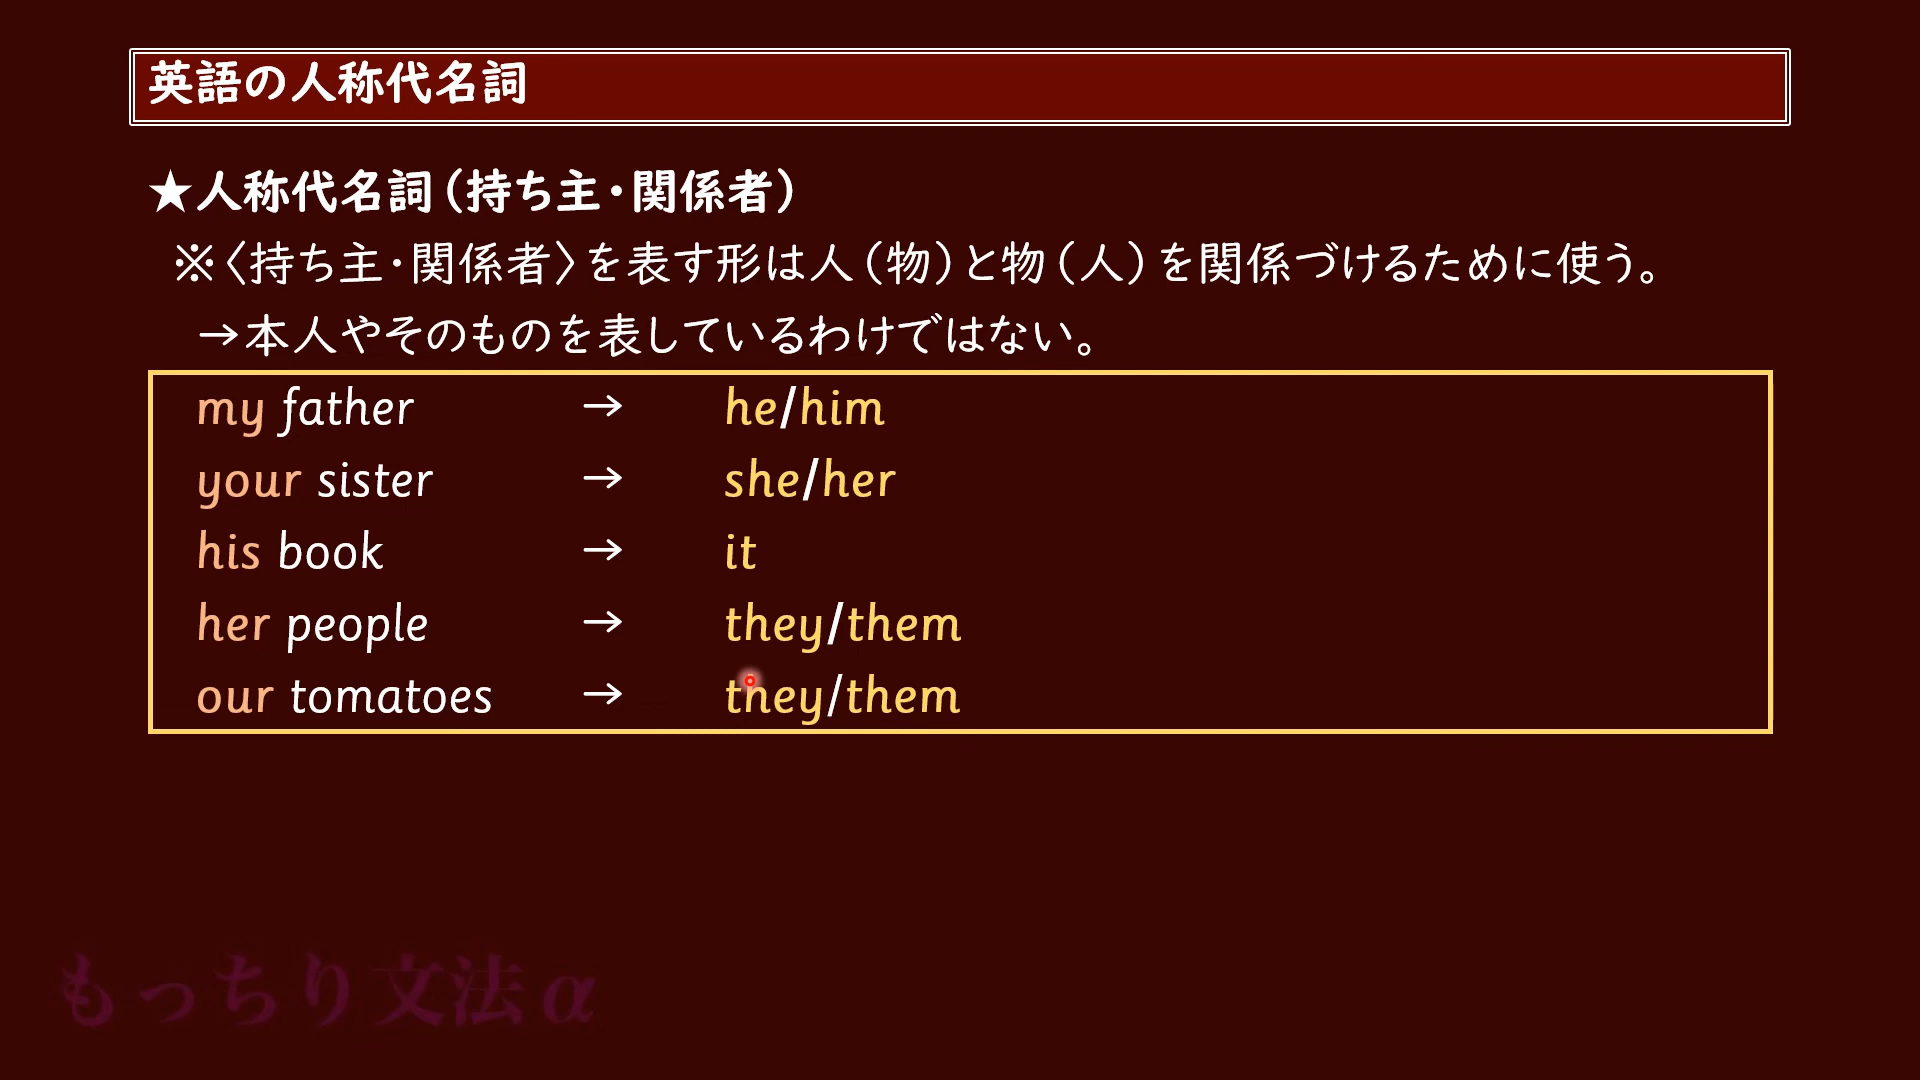 英語の人称代名詞
★人称代名詞(持ち主・関係者)
※〈持ち主・関係者〉を表す形は人(物)と物(人)を関係づけるために使う。
→本人やそのものを表しているわけではない。
my father → he/him
your sister → she/her
his book → it
her people → they/them
our tomatoes → they/them
もっちり文法α